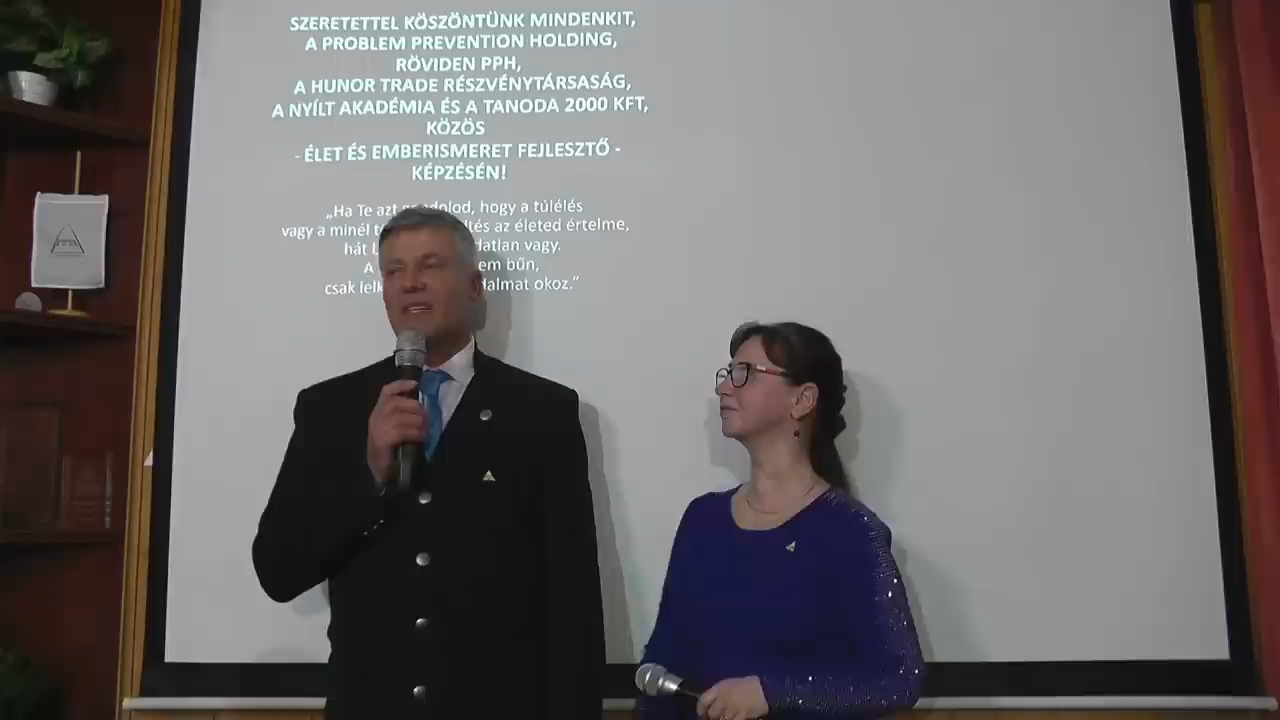 SZERETETTEL KÖSZÖNTÜNK MINDENKIT,
A PROBLEM PREVENTION HOLDING,
RÖVIDEN PPH,
A HUNOR TRADE RÉSZVÉNYTÁRSASÁG,
A NYÍLT AKADÉMIA ÉS A TANODA 2000 KFT,
KÖZÖS
- ÉLET ÉS EMBERISMERET FEJLESZTŐ -
KÉPZÉSÉN!
„Ha Te azt hogy a túlélés
vagy a minél az életed értelme,
hát vagy.
A bűn,
csak okoz.”